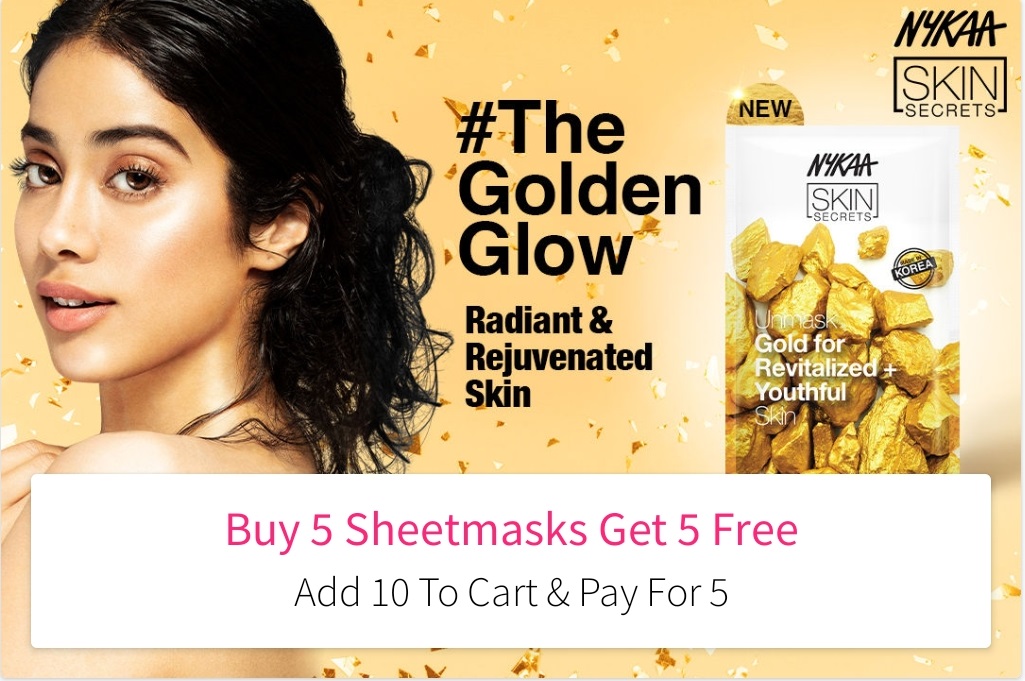 NYKAA
SKIN
SECRETS
#The
Golden
Glow
Radiant &
Rejuvenated
Skin
NEW
NYKAA
SKIN
SECRETS
KOREA
Unmask
Gold for
Revitalized +
Youthful
Skin
Buy 5 Sheetmasks Get 5 Free
Add 10 To Cart & Pay For 5